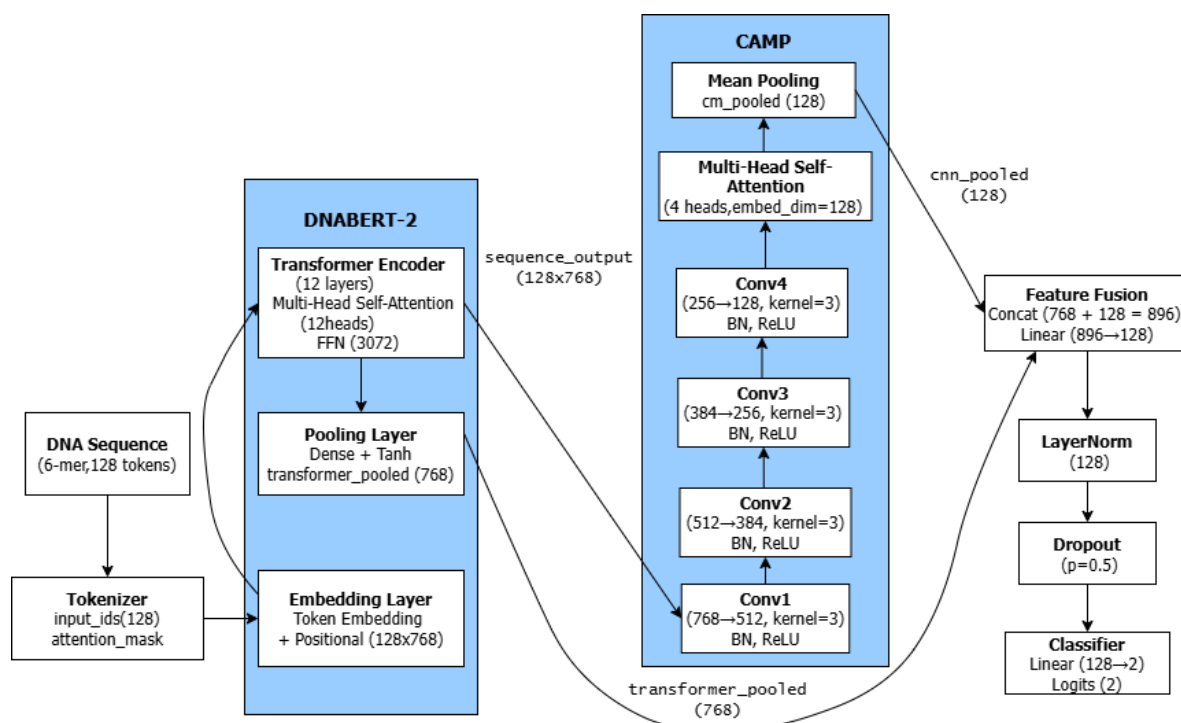 DNA Sequence
(6-mer,128 tokens)
Tokenizer
input_ids(128)
attention_mask
DNABERT-2
Transformer Encoder
(12 layers)
Multi-Head Self-Attention
(12heads)
FFN (3072)
Pooling Layer
Dense + Tanh
transformer_pooled (768)
Embedding Layer
Token Embedding
+ Positional (128x768)
sequence_output
(128x768)
transformer_pooled
(768)
CAMP
Mean Pooling
cm_pooled (128)
Multi-Head Self-
Attention
(4 heads,embed_dim=128)
Conv4
(256→128, kernel=3)
BN, ReLU
Conv3
(384→256, kernel=3)
BN, ReLU
Conv2
(512→384, kernel=3)
BN, ReLU
Conv1
(768→512, kernel=3)
BN, ReLU
cnn_pooled
(128)
Feature Fusion
Concat (768 + 128 = 896)
Linear (896→128)
LayerNorm
(128)
Dropout
(p=0.5)
Classifier
Linear (128→2)
Logits (2)